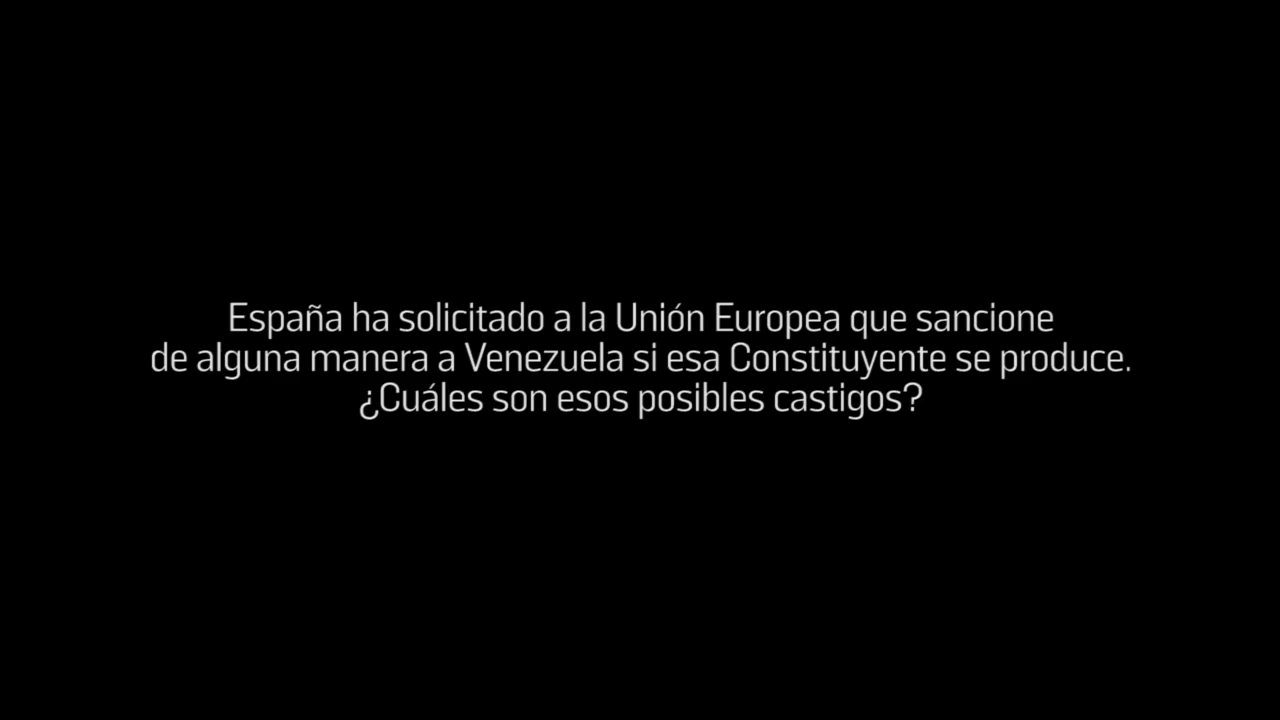 España ha solicitado a la Unión Europea que sancione
de alguna manera a Venezuela si esa Constituyente se produce.
¿Cuáles son esos posibles castigos?